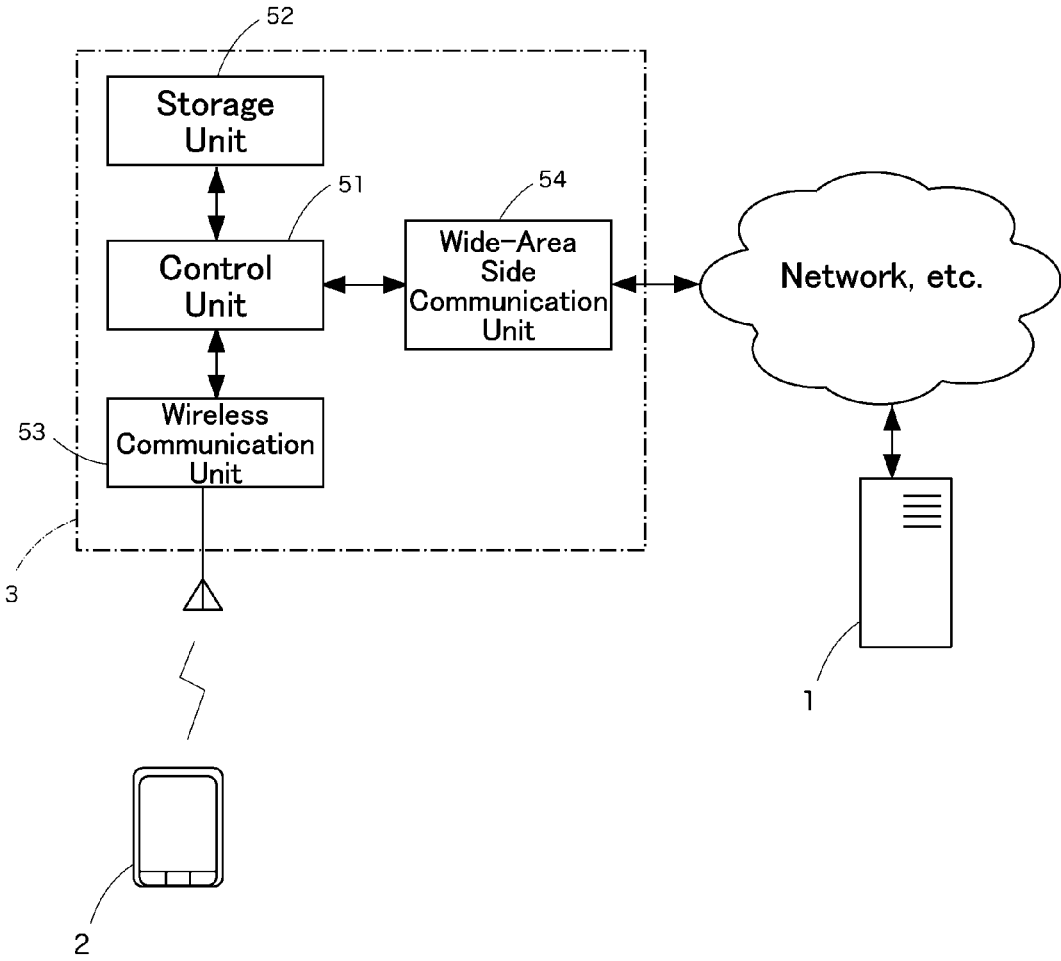 52
Storage
Unit
51
54
Control
Unit
Wide-Area
Side
Communication
Unit
Network, etc.
53
Wireless
Communication
Unit
3
1
2